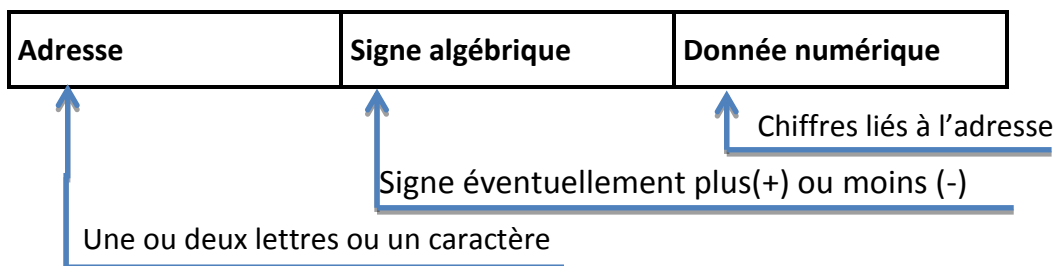 Adresse Signe algébrique Donnée numérique
Chiffres liés à l’adresse
Signe éventuellement plus(+) ou moins (-)
Une ou deux lettres ou un caractère